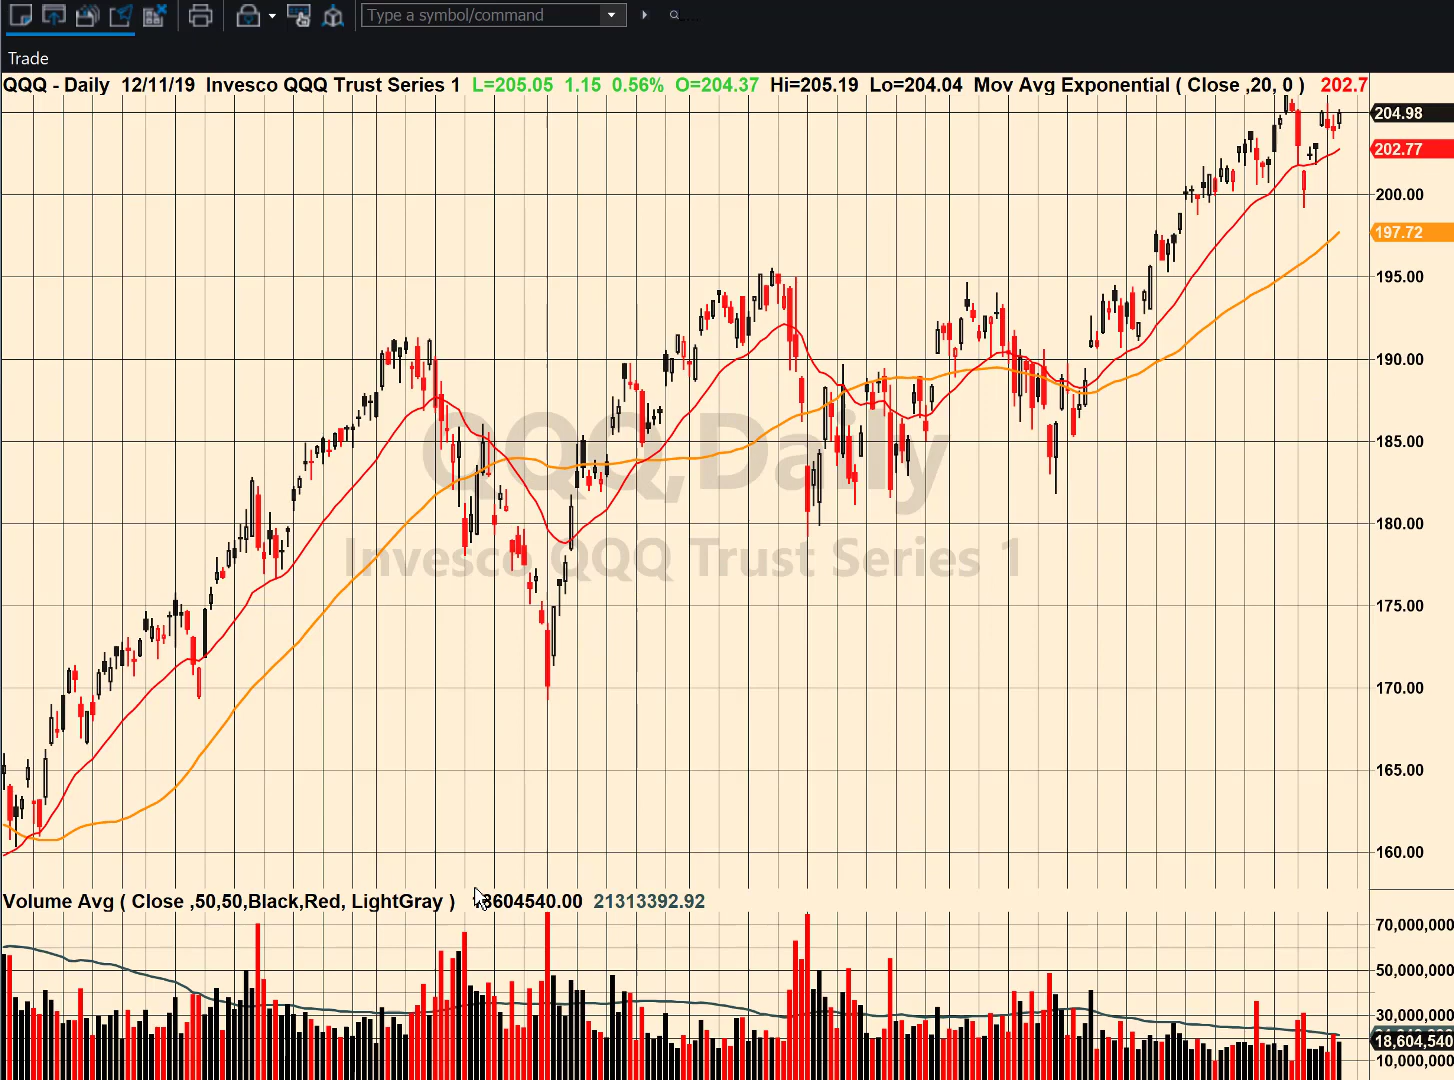 Type a symbol/command
Trade
QQQ - Daily 12/11/19 Invesco QQQ Trust Series 1 L=205.05 1.15 0.56% O=204.37 Hi=205.19 Lo=204.04 Mov Avg Exponential ( Close ,20, 0 ) 202.7
204.98
202.77
200.00
197.72
195.00
190.00
185.00
QQQ,Daily
180.00
Invesco QQQ Trust Series 1
175.00
170.00
165.00
160.00
Volume Avg ( Close ,50,50,Black,Red, LightGray ) 8604540.00 21313392.92
70,000,000
50,000,000
30,000,000
18,604,540
10,000,000